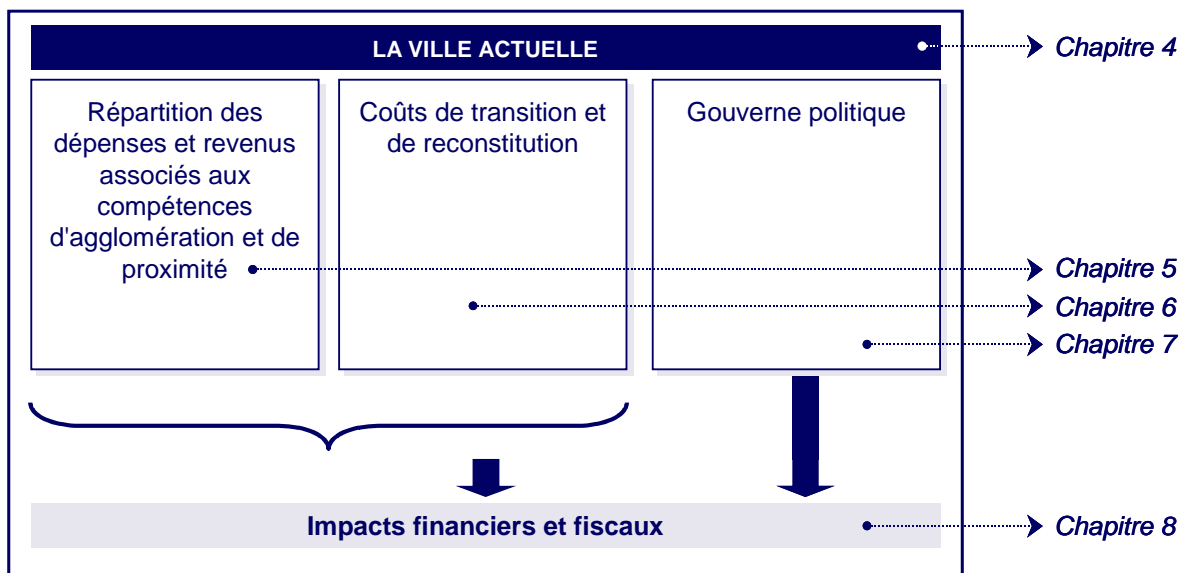 LA VILLE ACTUELLE
Chapitre 4
Répartition des
dépenses et revenus
associés aux
compétences
d'agglomération et de
proximité
Coûts de transition et
de reconstitution
Gouverne politique
Chapitre 5
Chapitre 6
Chapitre 7
Impacts financiers et fiscaux
Chapitre 8